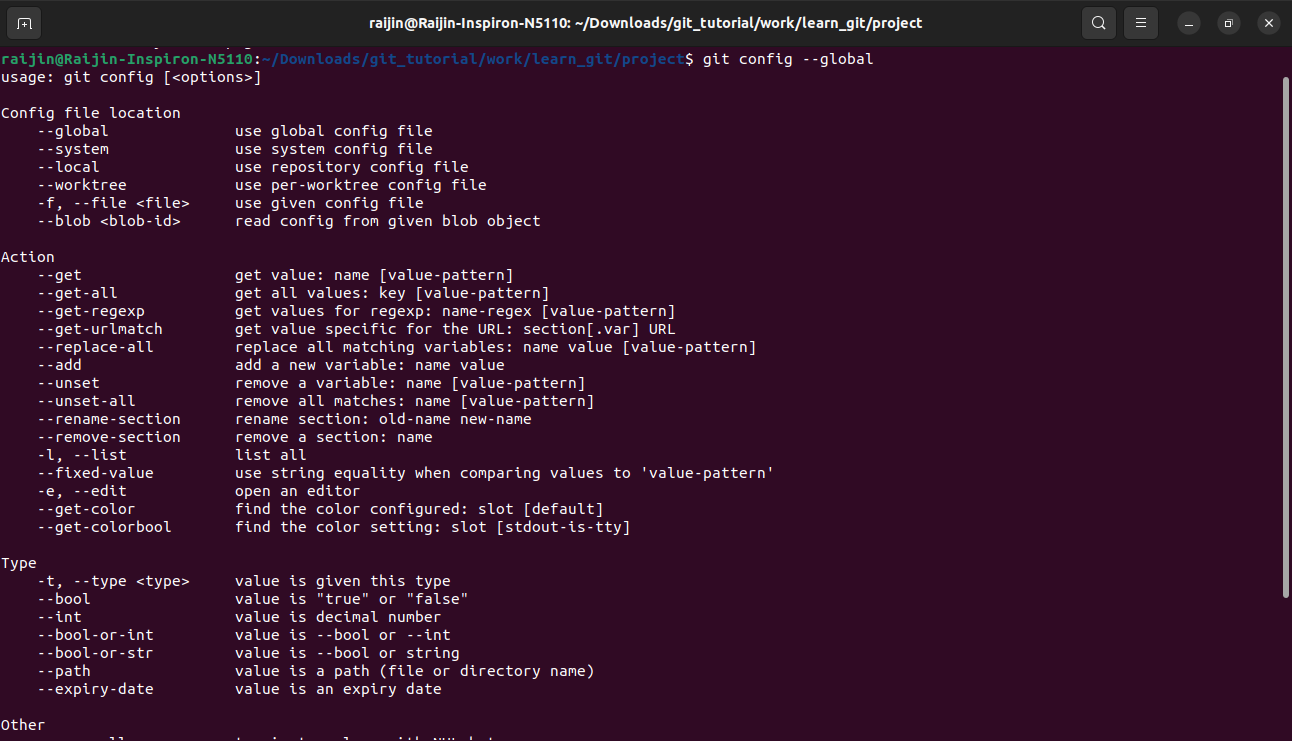 raijin@Raijin-Inspiron-N5110: ~/Downloads/git_tutorial/work/learn_git/project
raijin@Raijin-Inspiron-N5110:~/Downloads/git_tutorial/work/learn_git/project$ git config --global
usage: git config [<options>]

Config file location
    --global              use global config file
    --system              use system config file
    --local               use repository config file
    --worktree            use per-worktree config file
    -f, --file <file>     use given config file
    --blob <blob-id>      read config from given blob object

Action
    --get                 get value: name [value-pattern]
    --get-all             get all values: key [value-pattern]
    --get-regexp          get values for regexp: name-regex [value-pattern]
    --get-urlmatch        get value specific for the URL: section[.var] URL
    --replace-all         replace all matching variables: name value [value-pattern]
    --add                 add a new variable: name value
    --unset               remove a variable: name [value-pattern]
    --unset-all           remove all matches: name [value-pattern]
    --rename-section      rename section: old-name new-name
    --remove-section      remove a section: name
    -l, --list            list all
    --fixed-value         use string equality when comparing values to 'value-pattern'
    -e, --edit            open an editor
    --get-color           find the color configured: slot [default]
    --get-colorbool       find the color setting: slot [stdout-is-tty]

Type
    -t, --type <type>     value is given this type
    --bool                value is "true" or "false"
    --int                 value is decimal number
    --bool-or-int         value is --bool or --int
    --bool-or-str         value is --bool or string
    --path                value is a path (file or directory name)
    --expiry-date         value is an expiry date

Other